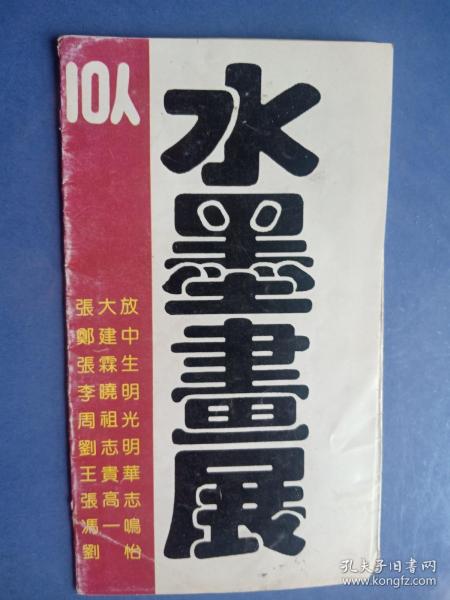 10人
水墨畫展
張大放
鄭建中
張霖生
李曉明
周祖光
劉志明
王貴華
張高志
馮一鳴
劉怡
孔夫子旧书网
www.kongfz.com